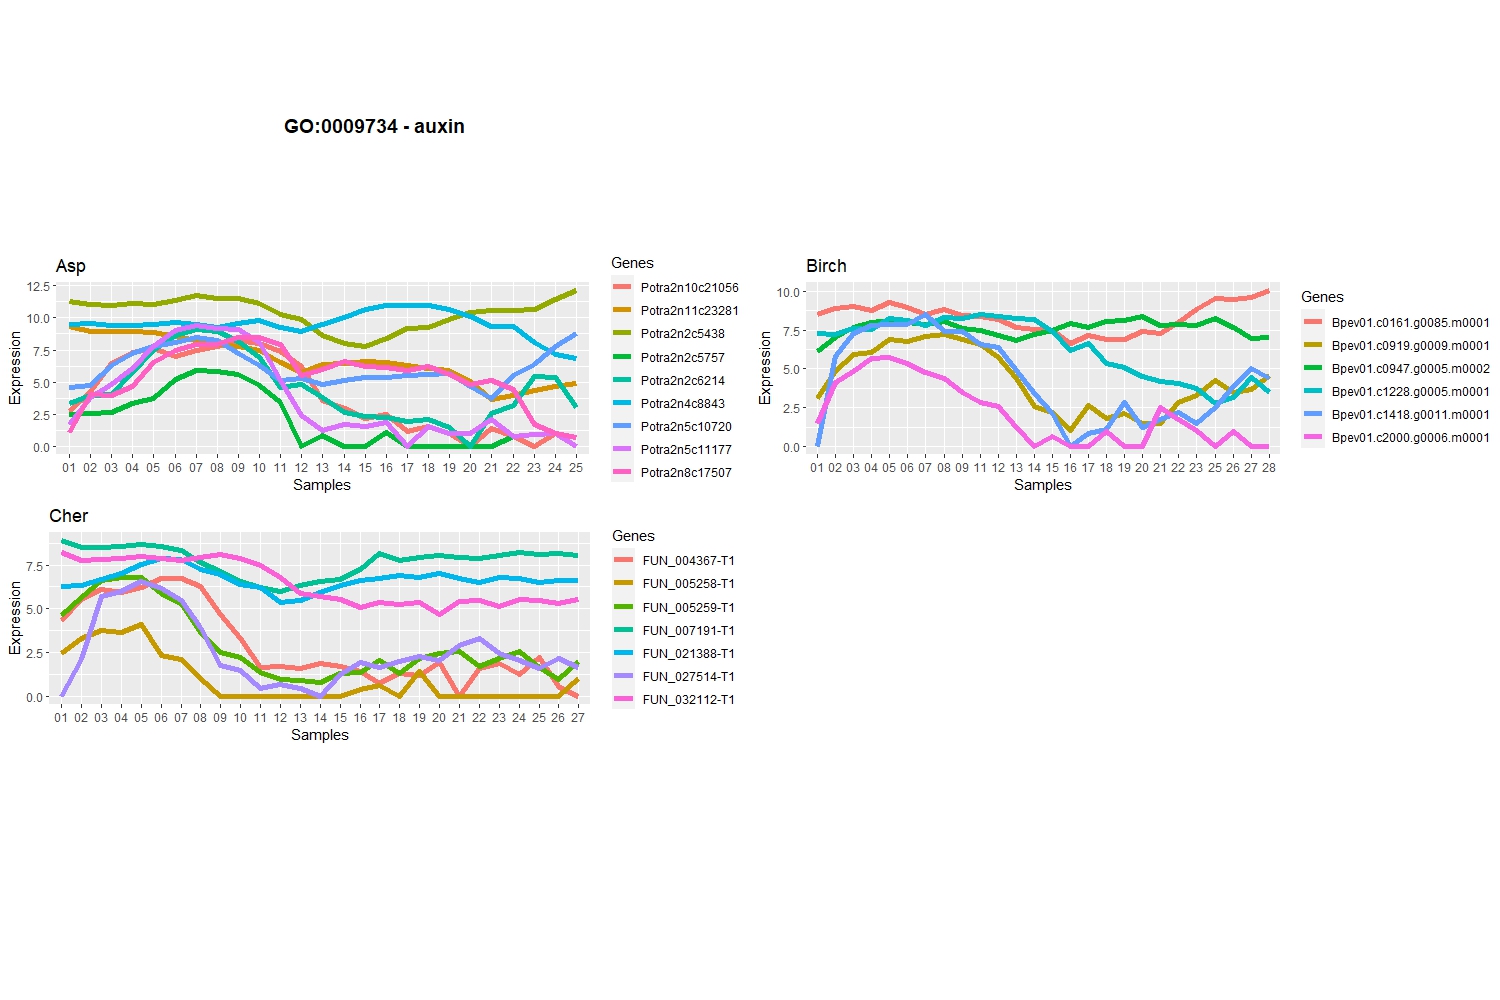 GO:0009734 - auxin
Asp
Expression
12.5
10.0
7.5
5.0
2.5
0.0
01 02 03 04 05 06 07 08 09 10 11 12 13 14 15 16 17 18 19 20 21 22 23 24 25
Samples
Genes
Potra2n10c21056
Potra2n11c23281
Potra2n2c5438
Potra2n2c5757
Potra2n2c6214
Potra2n4c8843
Potra2n5c10720
Potra2n5c11177
Potra2n8c17507
Birch
Expression
10.0
7.5
5.0
2.5
0.0
01 02 03 04 05 06 07 08 09 10 11 12 13 14 15 16 17 18 19 20 21 22 23 25 26 27 28
Samples
Genes
Bpev01.c0161.g0085.m0001
Bpev01.c0919.g0009.m0001
Bpev01.c0947.g0005.m0002
Bpev01.c1228.g0005.m0001
Bpev01.c1418.g0011.m0001
Bpev01.c2000.g0006.m0001
Cher
Expression
7.5
5.0
2.5
0.0
01 02 03 04 05 06 07 08 09 10 11 12 13 14 15 16 17 18 19 20 21 22 23 24 25 26 27
Samples
Genes
FUN_004367-T1
FUN_005258-T1
FUN_005259-T1
FUN_007191-T1
FUN_021388-T1
FUN_027514-T1
FUN_032112-T1